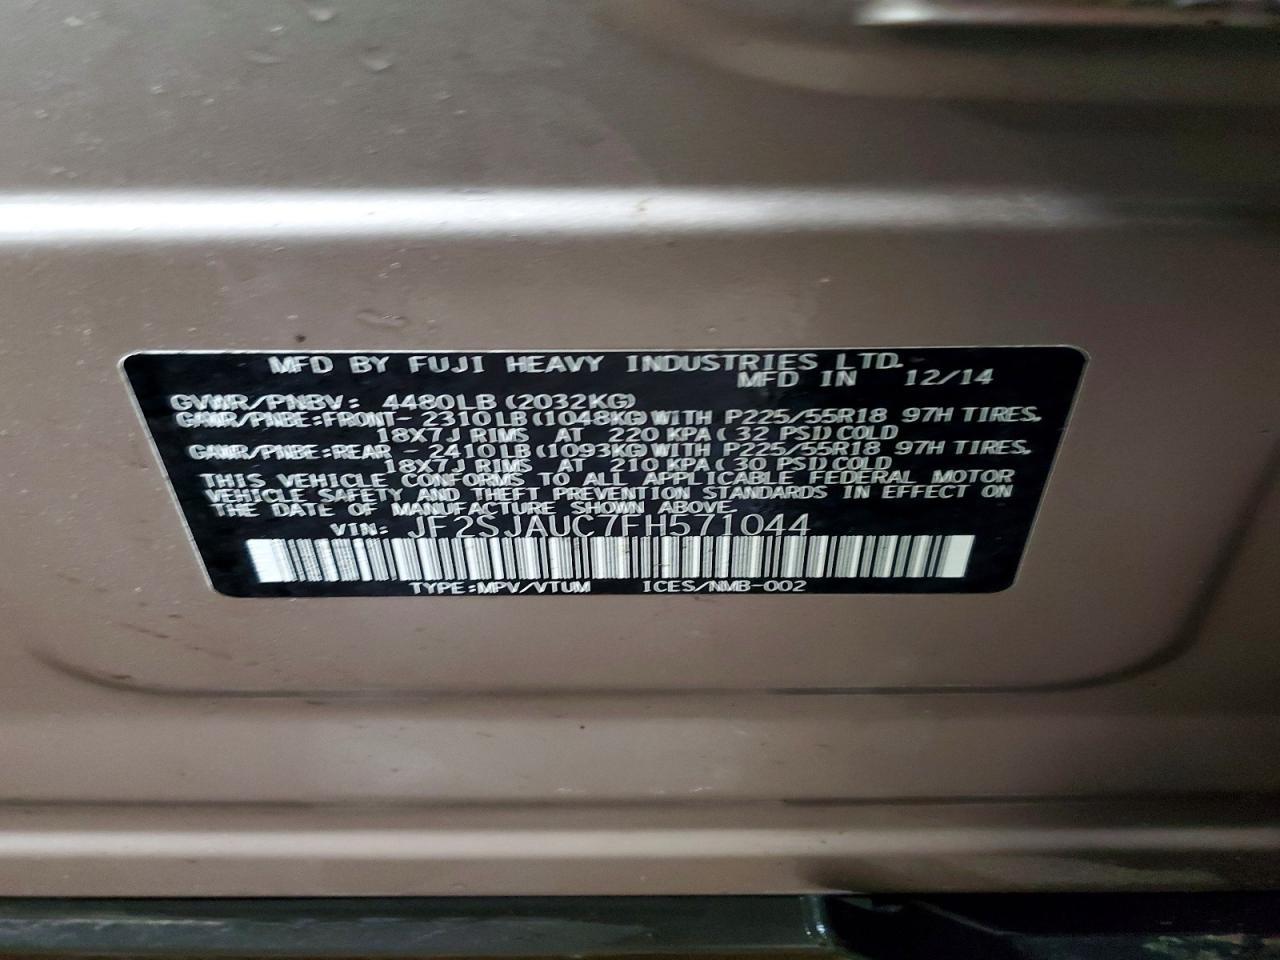 MFD BY FUJI HEAVY INDUSTRIES LTD.
MFD IN 12/14
GVWR/PNBV: 4480LB (2032KG)
GAWR/PNBE:FRONT- 2310LB (1048KG) WITH P225/55R18 97H TIRES.
18X7J RIMS AT 220 KPA ( 32 PSI) COLD
GAWR/PNBE:REAR - 2410LB (1093KG) WITH P225/55R18 97H TIRES.
18X7J RIMS AT 210 KPA ( 30 PSI) COLD
THIS VEHICLE CONFORMS TO ALL APPLICABLE FEDERAL MOTOR
VEHICLE SAFETY AND THEFT PREVENTION STANDARDS IN EFFECT ON
THE DATE OF MANUFACTURE SHOWN ABOVE.
VIN: JF2SJAUC7FH571044
TYPE:MPV/VTUM ICES/NMB-002